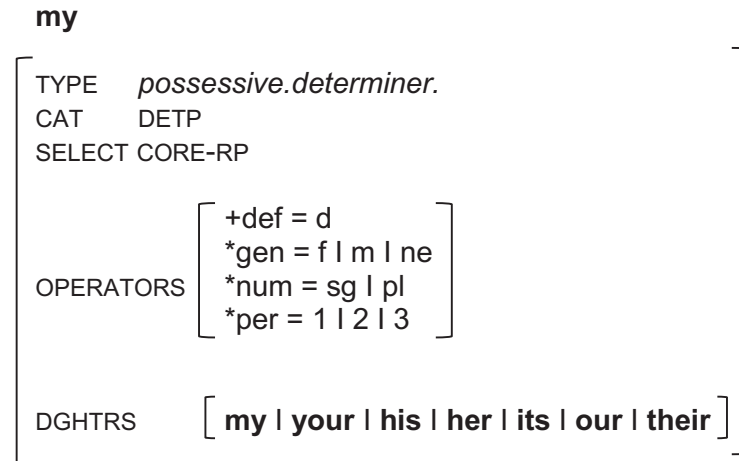 my
TYPE possessive.determiner.
CAT DETP
SELECT CORE-RP
OPERATORS
+def = d
*gen = f I m I ne
*num = sg I pl
*per = 1 I 2 I 3
DGHTRS my I your I his I her I its I our I their